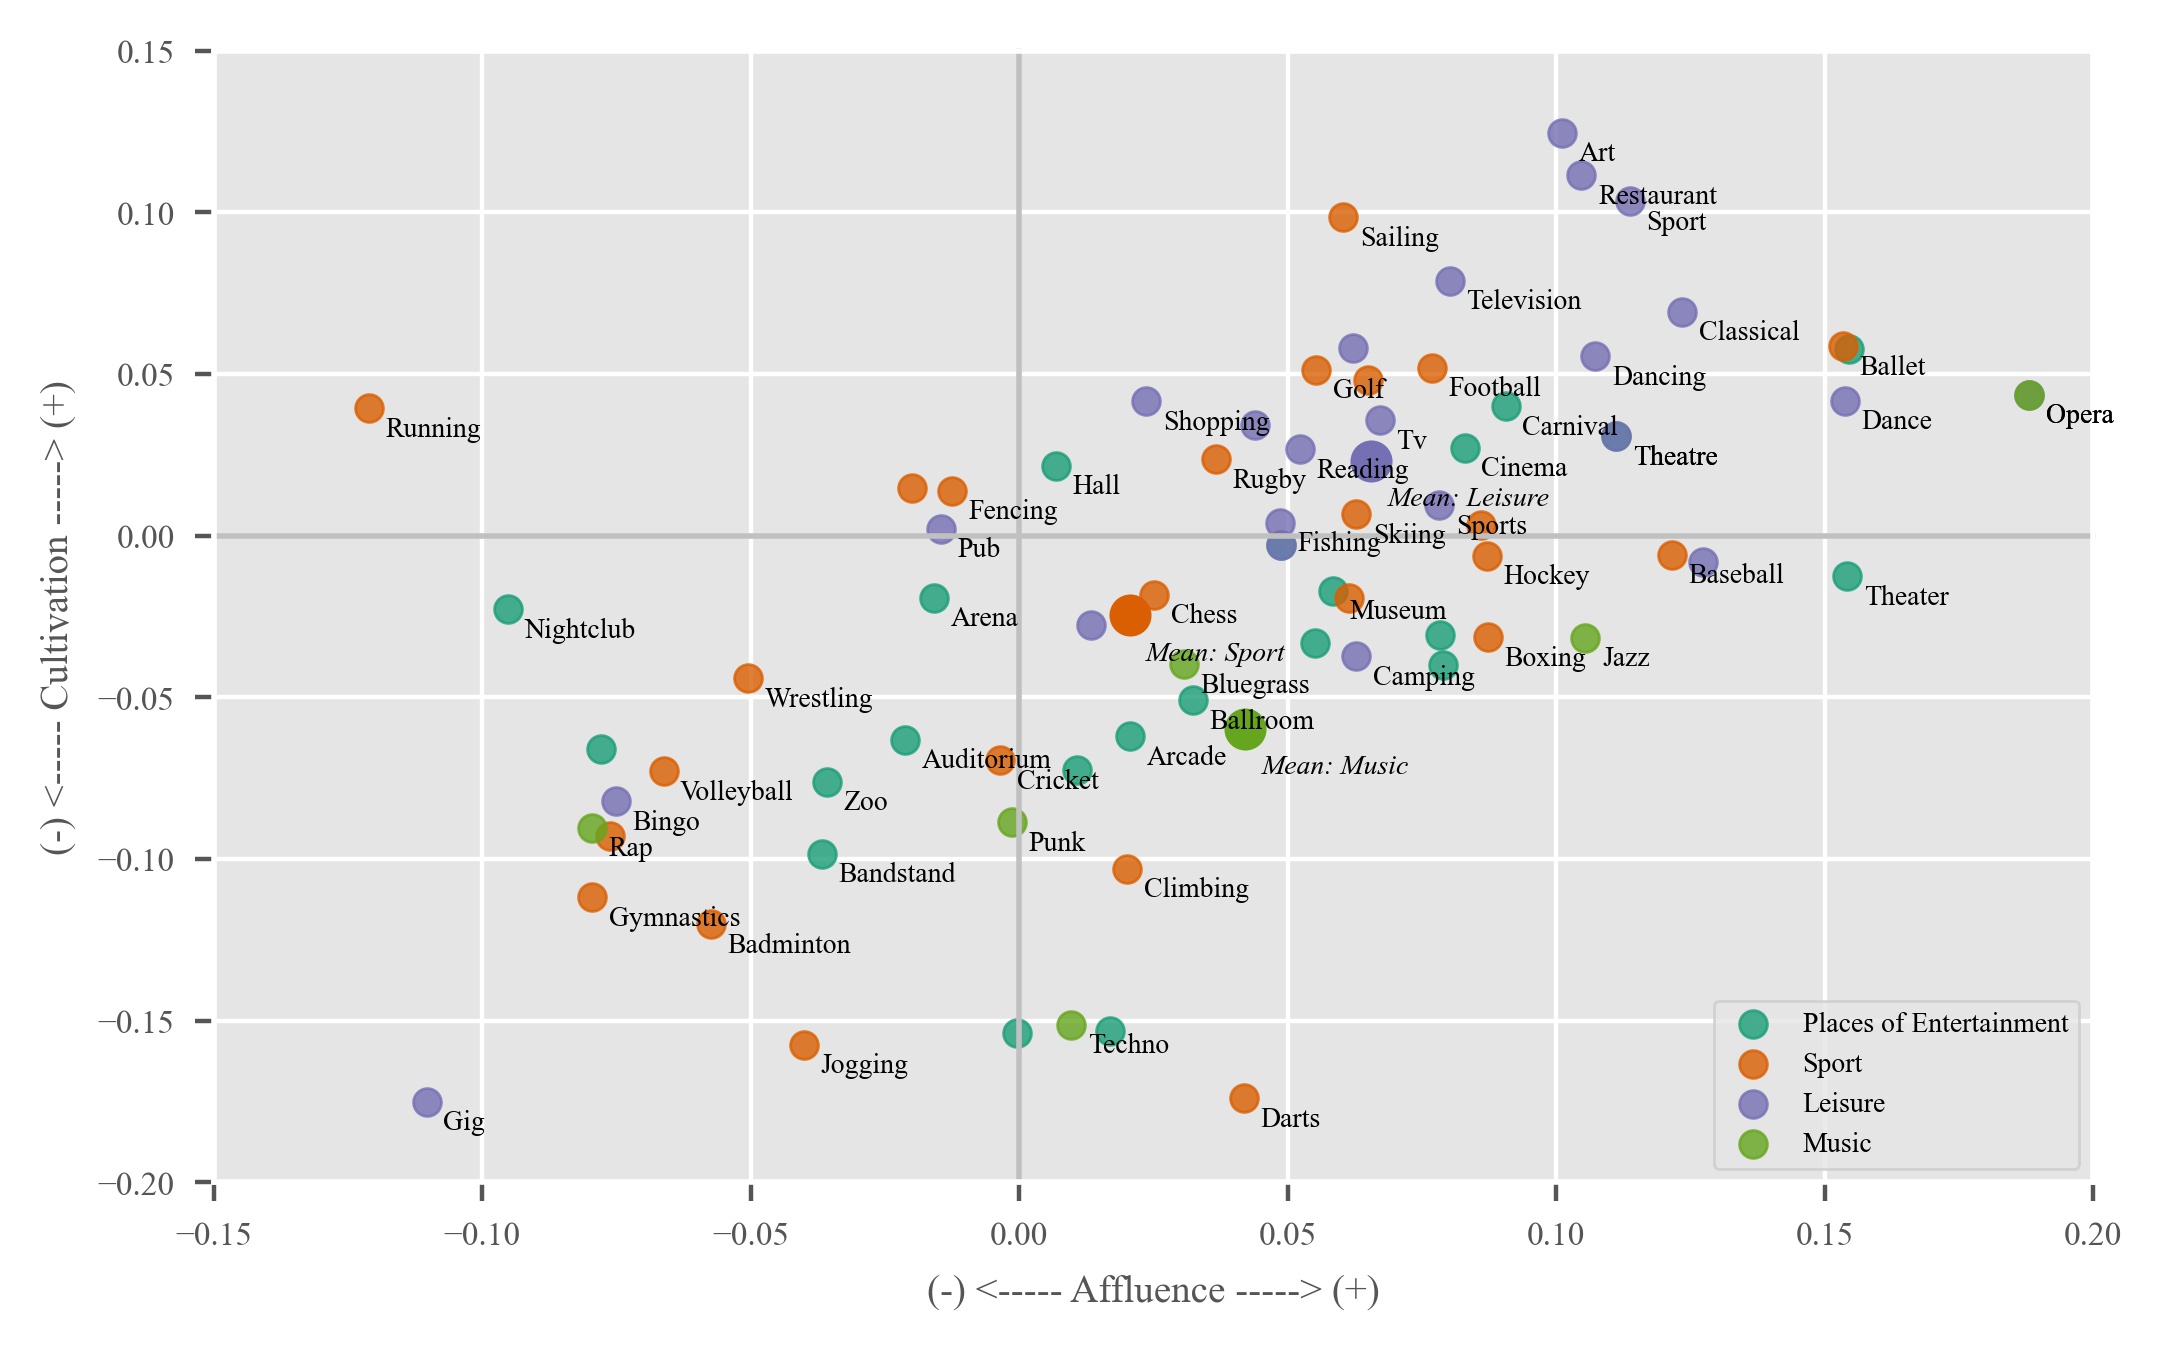 0.15
0.10
0.05
0.00
−0.05
−0.10
−0.15
−0.20
(-) <------ Cultivation -----> (+)
Art
Restaurant
Sport
Sailing
Television
Classical
Ballet
Dancing
Golf
Football
Dance
Opera
Running
Shopping
Carnival
Tv
Theatre
Cinema
Reading
Rugby
Hall
Mean: Leisure
Fencing
Sports
Skiing
Fishing
Pub
Baseball
Hockey
Theater
Museum
Chess
Arena
Nightclub
Mean: Sport
Boxing
Jazz
Camping
Bluegrass
Wrestling
Ballroom
Auditorium
Arcade
Mean: Music
Cricket
Volleyball
Zoo
Bingo
Punk
Rap
Bandstand
Climbing
Gymnastics
Badminton
Techno
Jogging
Darts
Gig
Places of Entertainment
Sport
Leisure
Music
−0.15
−0.10
−0.05
0.00
0.05
0.10
0.15
0.20
(-) <----- Affluence -----> (+)